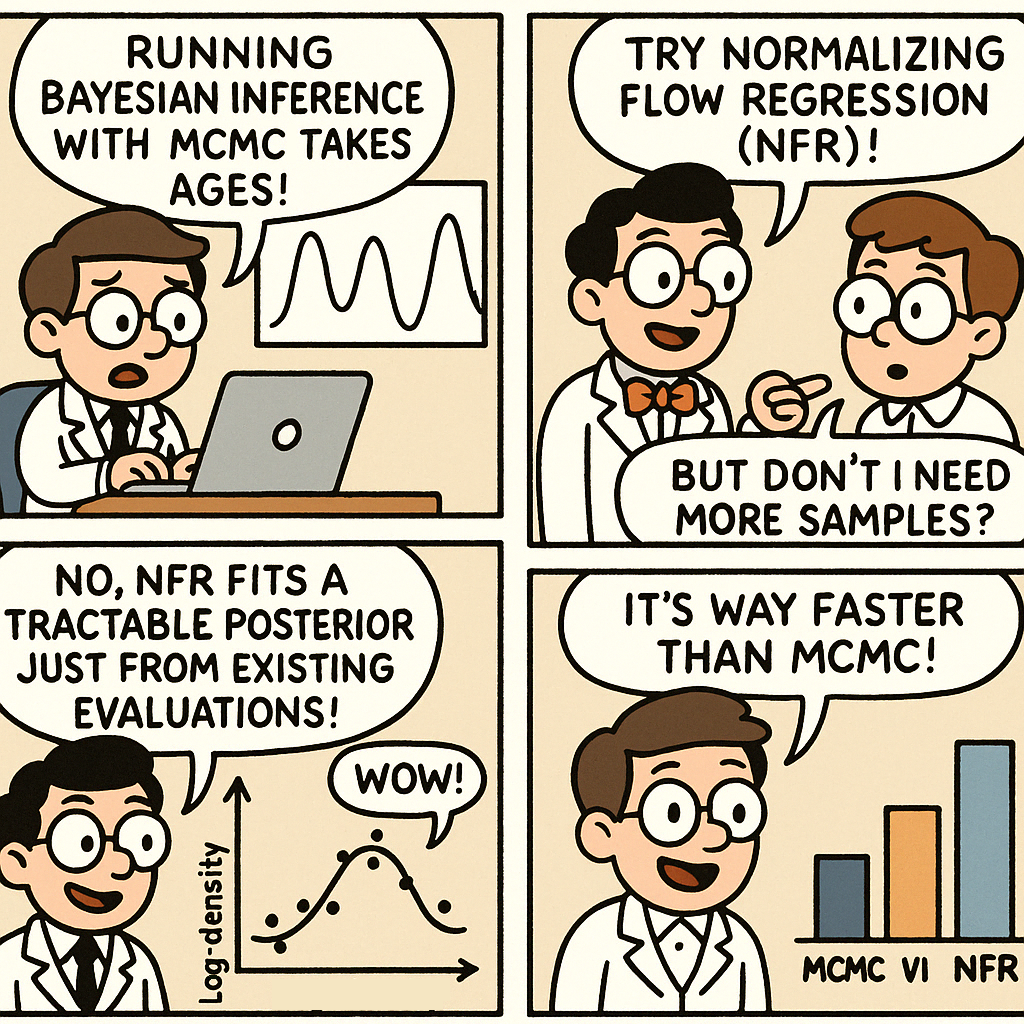 RUNNING
BAYESIAN INFERENCE
WITH MCMC TAKES
AGES!
TRY NORMALIZING
FLOW REGRESSION
(NFR)!
BUT DON'T I NEED
MORE SAMPLES?
NO, NFR FITS A
TRACTABLE POSTERIOR
JUST FROM EXISTING
EVALUATIONS!
WOW!
Log-density
IT'S WAY FASTER
THAN MCMC!
MCMC VI NFR